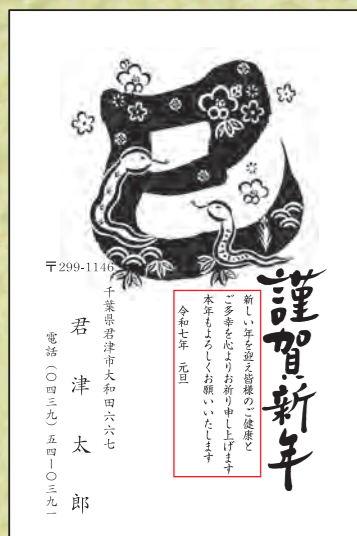 巳
謹賀新年
新しい年を迎え皆様のご健康と
ご多幸を心よりお祈り申し上げます
本年もよろしくお願いいたします
令和七年 元旦
〒299-1146
千葉県君津市大和田六六七
君津太郎
電話(〇四三九)五四ー〇三九一